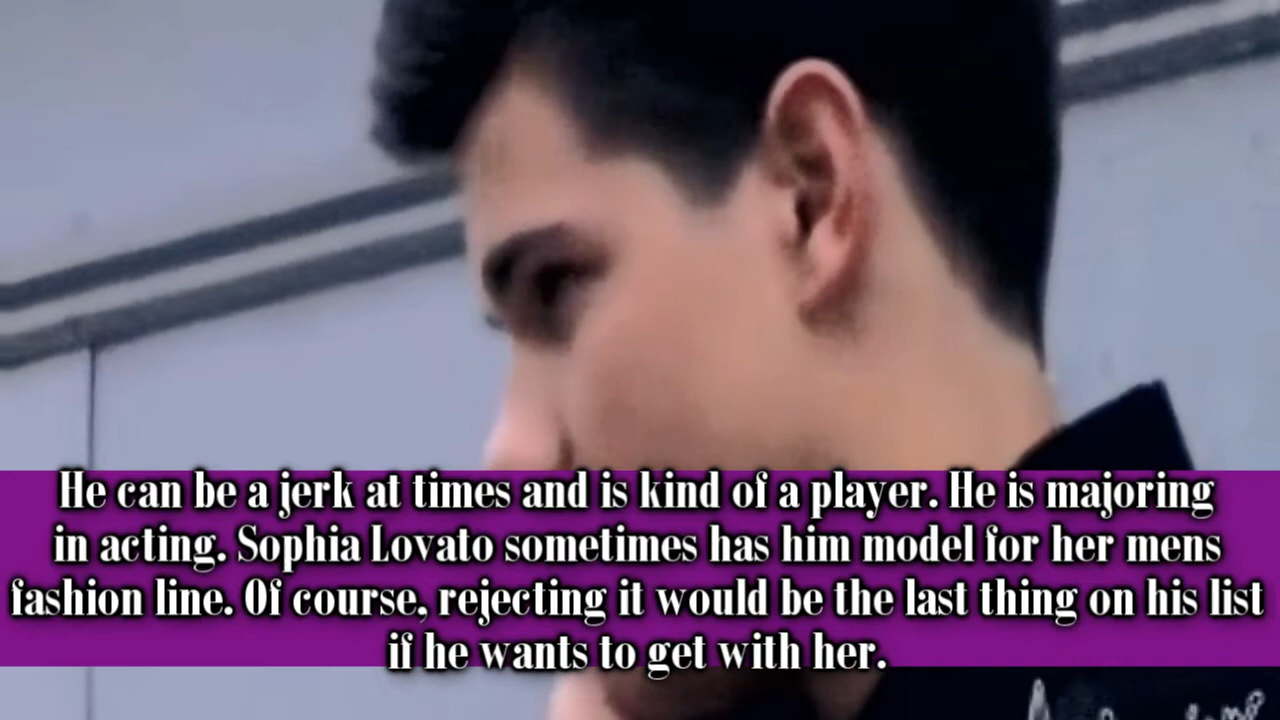 He can be a jerk at times and is kind of a player. He is majoring
in acting. Sophia Lovato sometimes has him model for her mens
fashion line. Of course, rejecting it would be the last thing on his list
if he wants to get with her.